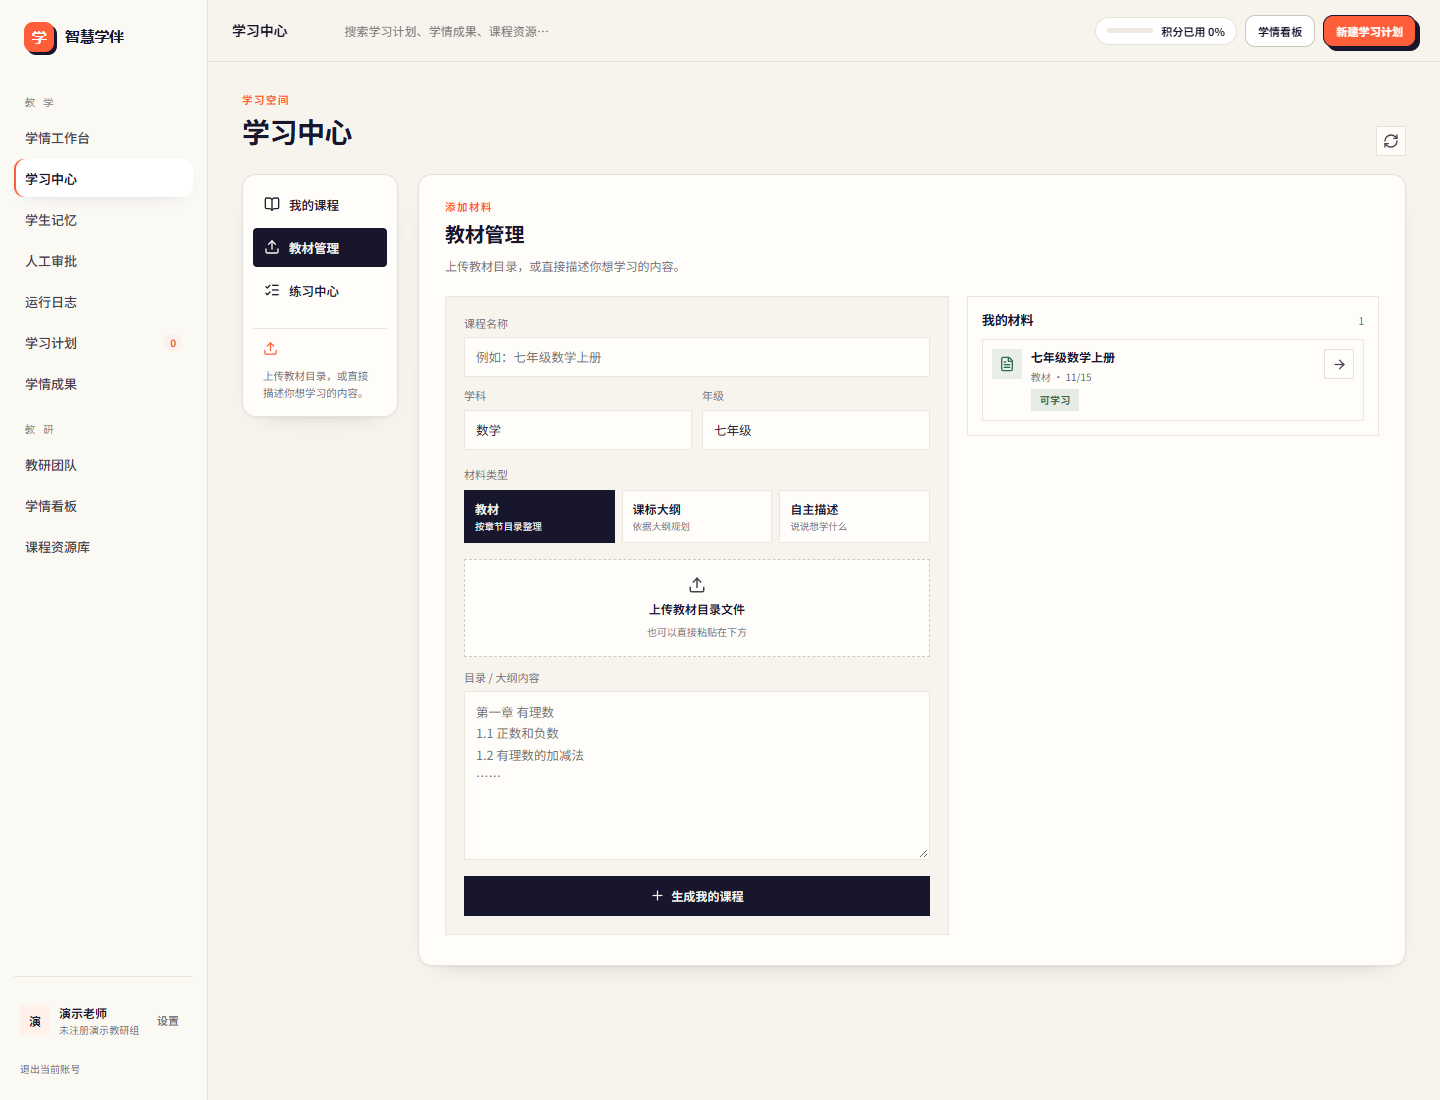 学
智慧学伴
学习中心
搜索学习计划、学情成果、课程资源…
积分已用 0%
学情看板
新建学习计划
教 学
学情工作台
学习中心
学生记忆
人工审批
运行日志
学习计划
0
学情成果
教 研
教研团队
学情看板
课程资源库
演
演示老师
未注册演示教研组
设置
退出当前账号
学习空间
学习中心
我的课程
教材管理
练习中心
上传教材目录，或直接
描述你想学习的内容。
添加材料
教材管理
上传教材目录，或直接描述你想学习的内容。
课程名称
例如：七年级数学上册
学科
年级
数学
七年级
材料类型
教材
按章节目录整理
课标大纲
依据大纲规划
自主描述
说说想学什么
上传教材目录文件
也可以直接粘贴在下方
目录 / 大纲内容
第一章 有理数
1.1 正数和负数
1.2 有理数的加减法
……
生成我的课程
我的材料
1
七年级数学上册
教材 · 11/15
可学习